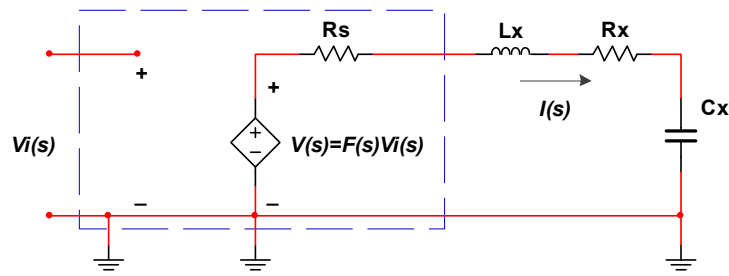 Rs
Lx
Rx
+
+
I(s)
Cx
Vi(s)
+
−
V(s)=F(s)Vi(s)
−
−